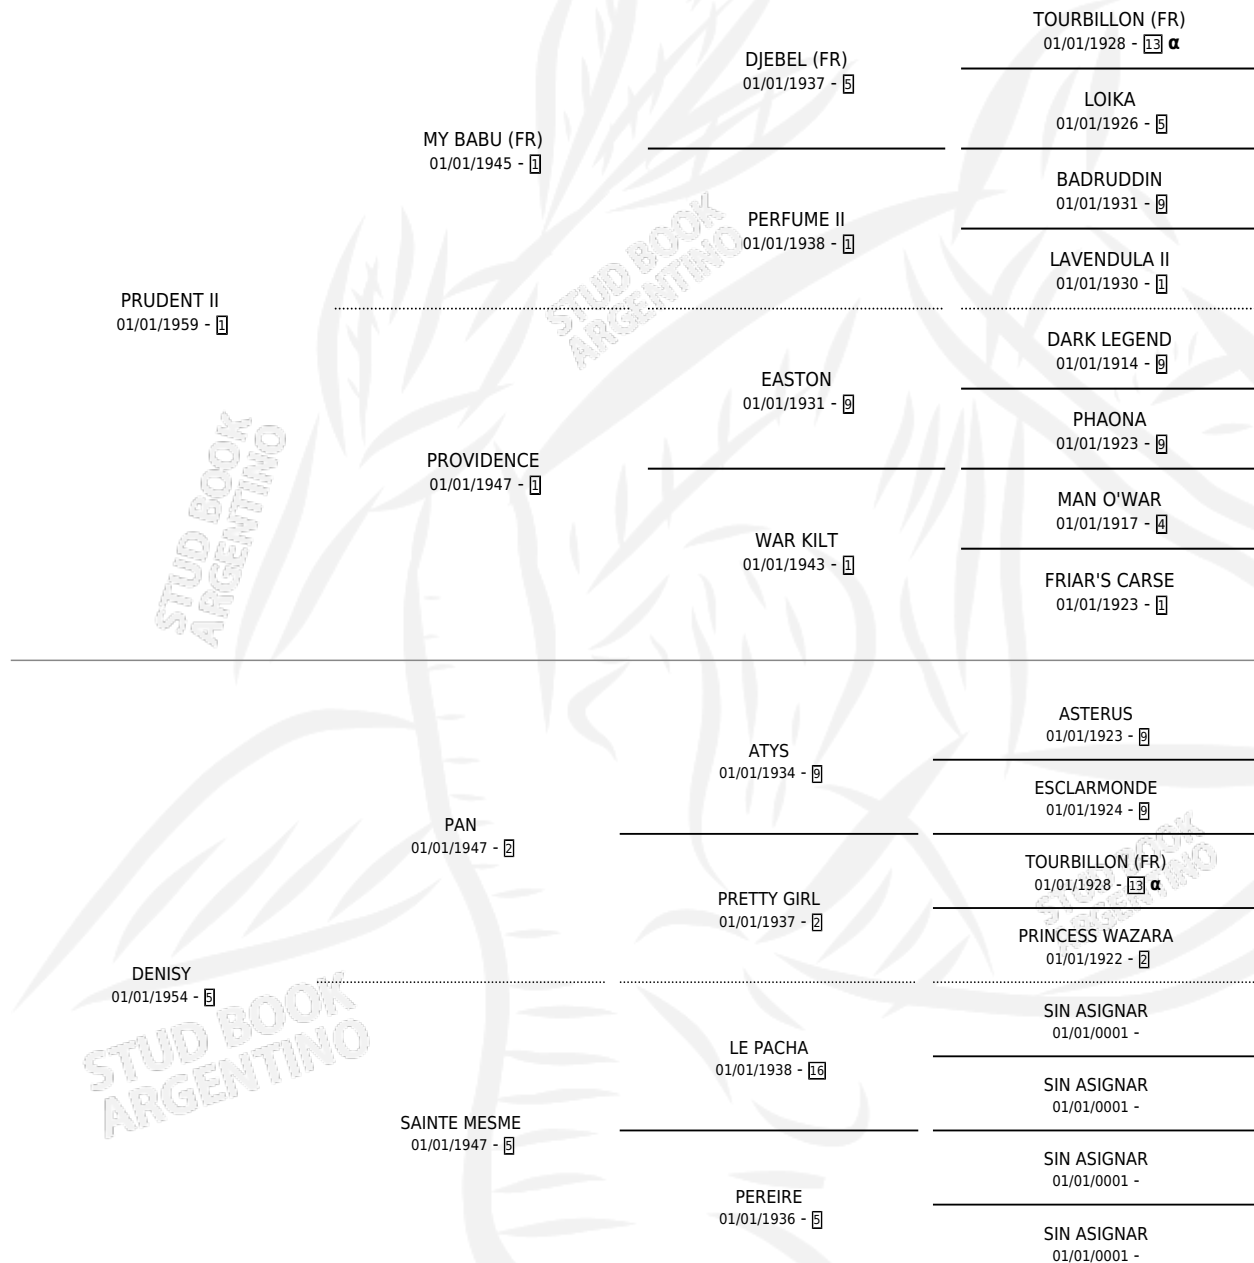 TOURBILLON (FR)
01/01/1928 - 13 α
DJEBEL (FR)
01/01/1937 - 5
LOIKA
01/01/1926 - 5
MY BABU (FR)
01/01/1945 - 1
BADRUDDIN
01/01/1931 - 9
PERFUME II
01/01/1938 - 1
LAVENDULA II
01/01/1930 - 1
PRUDENT II
01/01/1959 - 1
STUD BOOK
ARGENTINO
DARK LEGEND
01/01/1914 - 9
EASTON
01/01/1931 - 9
PHAONA
01/01/1923 - 9
PROVIDENCE
01/01/1947 - 1
MAN O'WAR
01/01/1917 - 4
WAR KILT
01/01/1943 - 1
FRIAR'S CARSE
01/01/1923 - 1
STUD BOOK
ARGENTINO
ASTERUS
01/01/1923 - 9
ATYS
01/01/1934 - 9
ESCLARMONDE
01/01/1924 - 9
PAN
01/01/1947 - 2
TOURBILLON (FR)
01/01/1928 - 13 α
PRETTY GIRL
01/01/1937 - 2
PRINCESS WAZARA
01/01/1922 - 2
STUD BOOK
ARGENTINO
DENISY
01/01/1954 - 5
STUD BOOK
ARGENTINO
SIN ASIGNAR
01/01/0001 -
LE PACHA
01/01/1938 - 16
SIN ASIGNAR
01/01/0001 -
SAINTE MESME
01/01/1947 - 5
SIN ASIGNAR
01/01/0001 -
PEREIRE
01/01/1936 - 5
SIN ASIGNAR
01/01/0001 -